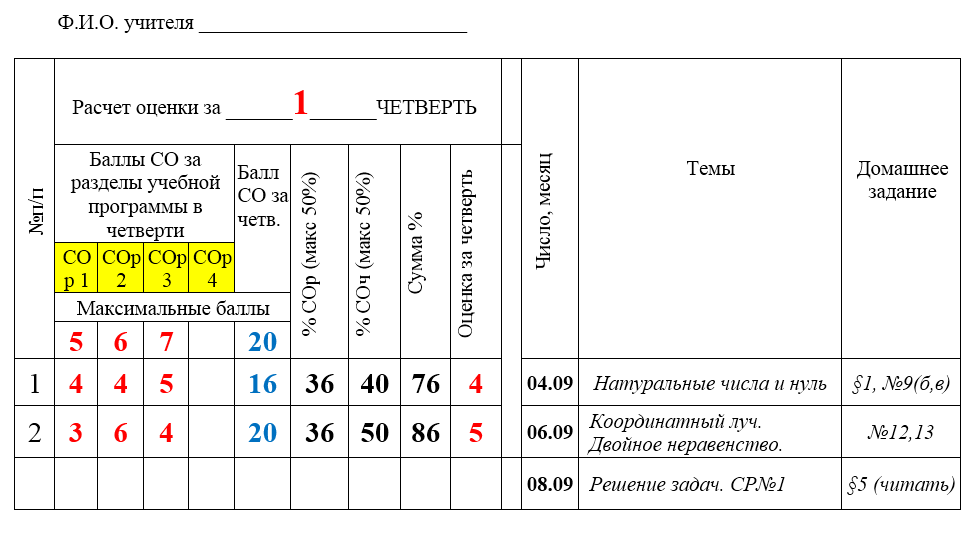 Ф.И.О. учителя ___________________________
№п/п
Расчет оценки за ______1______ЧЕТВЕРТЬ
Баллы СО за
разделы учебной
программы в
четверти
Балл
СО за
четв.
% СОр (макс 50%)
% СОч (макс 50%)
Сумма %
Оценка за четверть
Число, месяц
Темы
Домашнее
задание
СО
р 1
СОр
2
СОр
3
СОр
4
Максимальные баллы
5 6 7 20
1 4 4 5 16 36 40 76 4
04.09 Натуральные числа и нуль §1, №9(б,в)
2 3 6 4 20 36 50 86 5
06.09 Координатный луч.
Двойное неравенство.
№12,13
08.09 Решение задач. СР№1 §5 (читать)